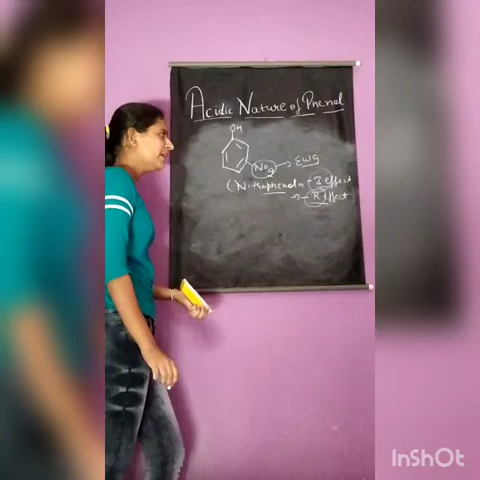 Acidic Nature of Phenol
OH
NO2 → EWG
(Nitrophenol → -I effect
→ -R effect
InShOt